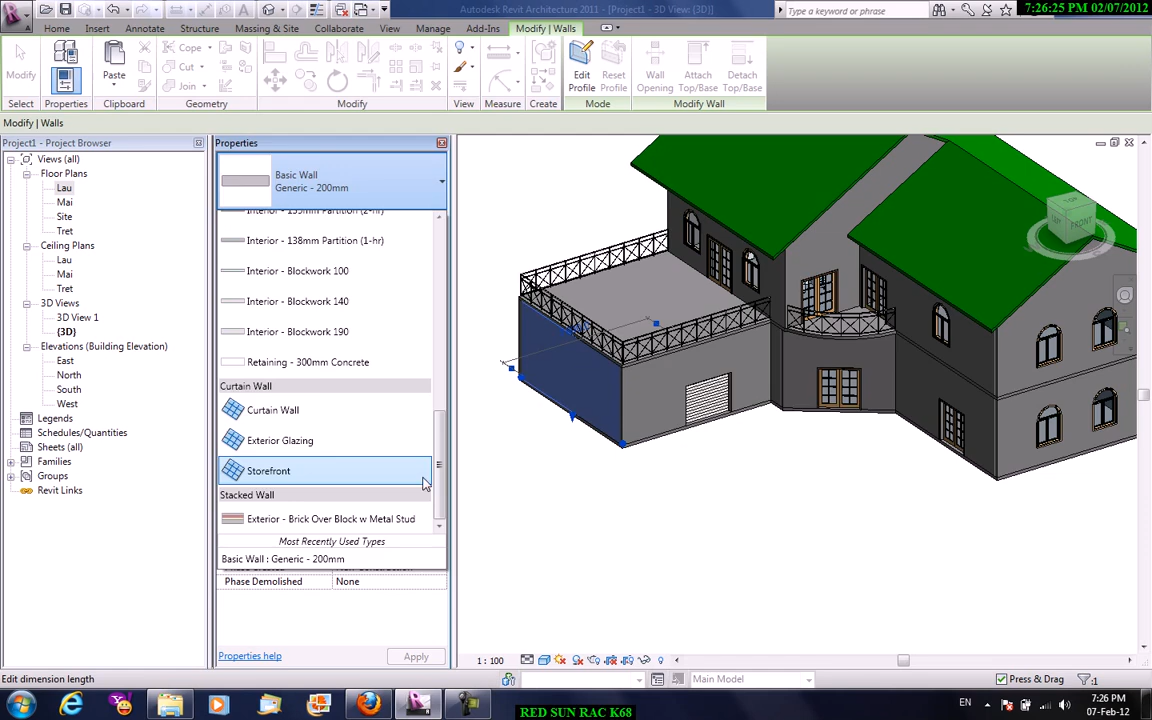 Autodesk Revit Architecture 2011 - [Project1 - 3D View: {3D}]
Type a keyword or phrase
7:26:25 PM 02/07/2012
Home Insert Annotate Structure Massing & Site Collaborate View Manage Add-Ins Modify | Walls
Modify
Paste
Cope
Cut
Join
Edit Profile
Reset Profile
Wall Opening
Attach Top/Base
Detach Top/Base
Select Properties Clipboard Geometry Modify View Measure Create Mode Modify Wall
Modify | Walls
Project1 - Project Browser
Views (all)
Floor Plans
Lau
Mai
Site
Tret
Ceiling Plans
Lau
Mai
Tret
3D Views
3D View 1
{3D}
Elevations (Building Elevation)
East
North
South
West
Legends
Schedules/Quantities
Sheets (all)
Families
Groups
Revit Links
Properties
Basic Wall
Generic - 200mm
Interior - 135mm Partition (2-hr)
Interior - 138mm Partition (1-hr)
Interior - Blockwork 100
Interior - Blockwork 140
Interior - Blockwork 190
Retaining - 300mm Concrete
Curtain Wall
Curtain Wall
Exterior Glazing
Storefront
Stacked Wall
Exterior - Brick Over Block w Metal Stud
Most Recently Used Types
Basic Wall : Generic - 200mm
Phase Demolished None
Properties help
Apply
TOP
FRONT
1 : 100
Edit dimension length
Main Model
Press & Drag
:1
EN
7:26 PM
07-Feb-12
RED SUN RAC K68